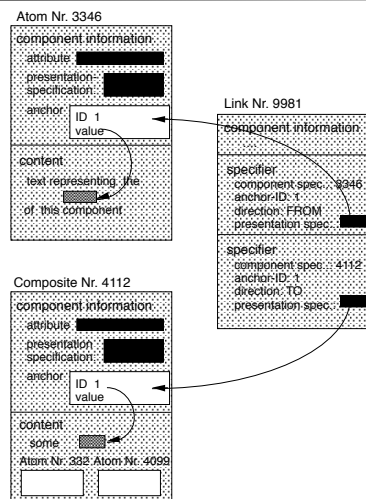 Atom Nr. 3346
component information
attribute
presentation-
specification:
anchor
ID 1
value
content
text representing the
of this component
Link Nr. 9981
component information
...
specifier
component spec.: 3346
anchor-ID: 1
direction: FROM
presentation spec.:
specifier
component spec.: 4112
anchor-ID: 1
direction: TO
presentation spec.:
Composite Nr. 4112
component information
attribute
presentation
specification:
anchor
ID 1
value
content
some
Atom Nr. 332 Atom Nr. 4099